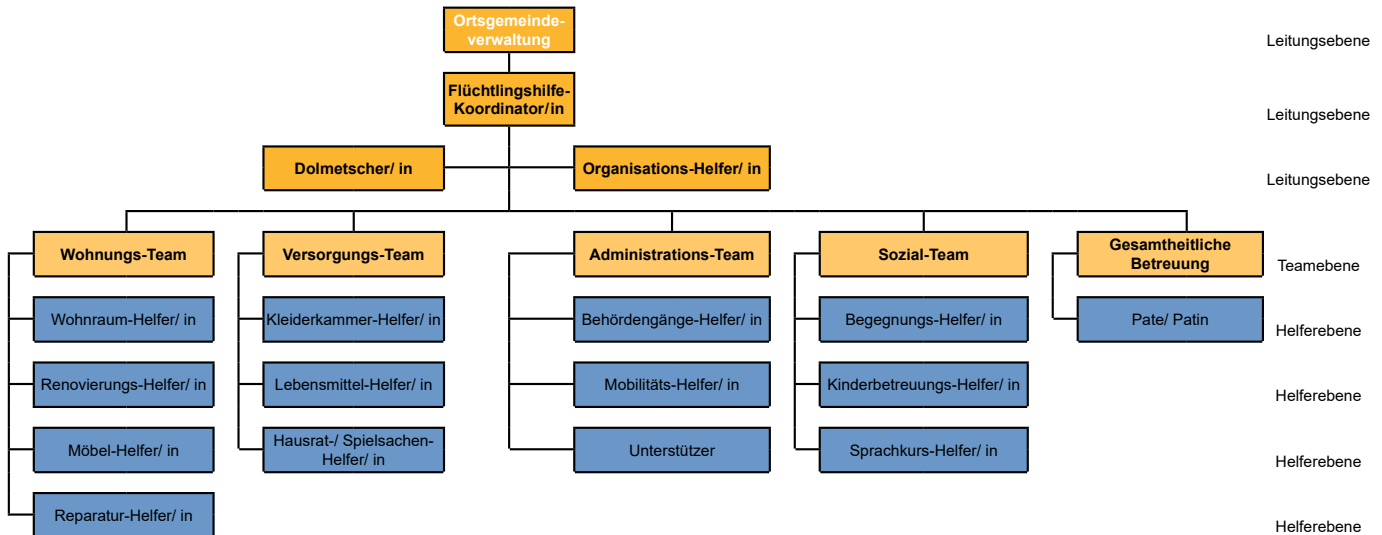 Ortsgemeinde-
verwaltung
Leitungsebene
Flüchtlingshilfe-
Koordinator/in
Leitungsebene
Dolmetscher/ in
Organisations-Helfer/ in
Leitungsebene
Wohnungs-Team
Versorgungs-Team
Administrations-Team
Sozial-Team
Gesamtheitliche
Betreuung
Teamebene
Wohnraum-Helfer/ in
Kleiderkammer-Helfer/ in
Behördengänge-Helfer/ in
Begegnungs-Helfer/ in
Pate/ Patin
Helferebene
Renovierungs-Helfer/ in
Lebensmittel-Helfer/ in
Mobilitäts-Helfer/ in
Kinderbetreuungs-Helfer/ in
Helferebene
Möbel-Helfer/ in
Hausrat-/ Spielsachen-
Helfer/ in
Unterstützer
Sprachkurs-Helfer/ in
Helferebene
Reparatur-Helfer/ in
Helferebene